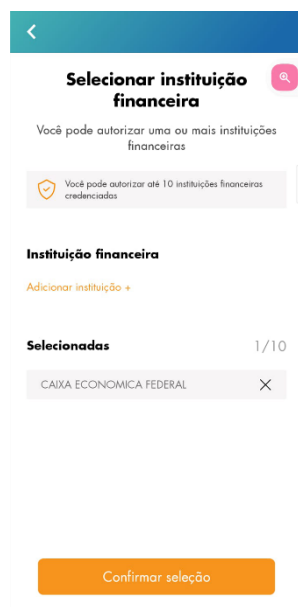 Selecionar instituição
financeira
Você pode autorizar uma ou mais instituições
financeiras
Você pode autorizar até 10 instituições financeiras
credenciadas
Instituição financeira
Adicionar instituição +
Selecionadas 1/10
CAIXA ECONOMICA FEDERAL
Confirmar seleção